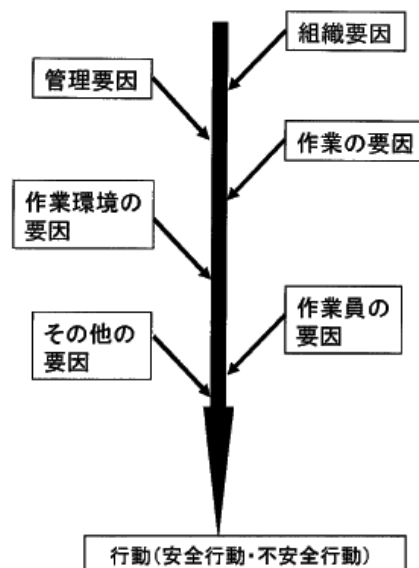 組織要因
管理要因
作業の要因
作業環境の
要因
作業員の
要因
その他の
要因
行動(安全行動・不安全行動)